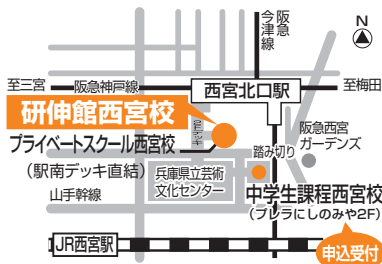 阪急
今津線
N
至三宮
阪急神戸線
西宮北口駅
至梅田
研伸館西宮校
プライベートスクール西宮校
(駅南デッキ直結)
踏み切り
阪急西宮
ガーデンズ
兵庫県立芸術
文化センター
山手幹線
中学生課程西宮校
(プレラにしのみや2F)
JR西宮駅
申込受付